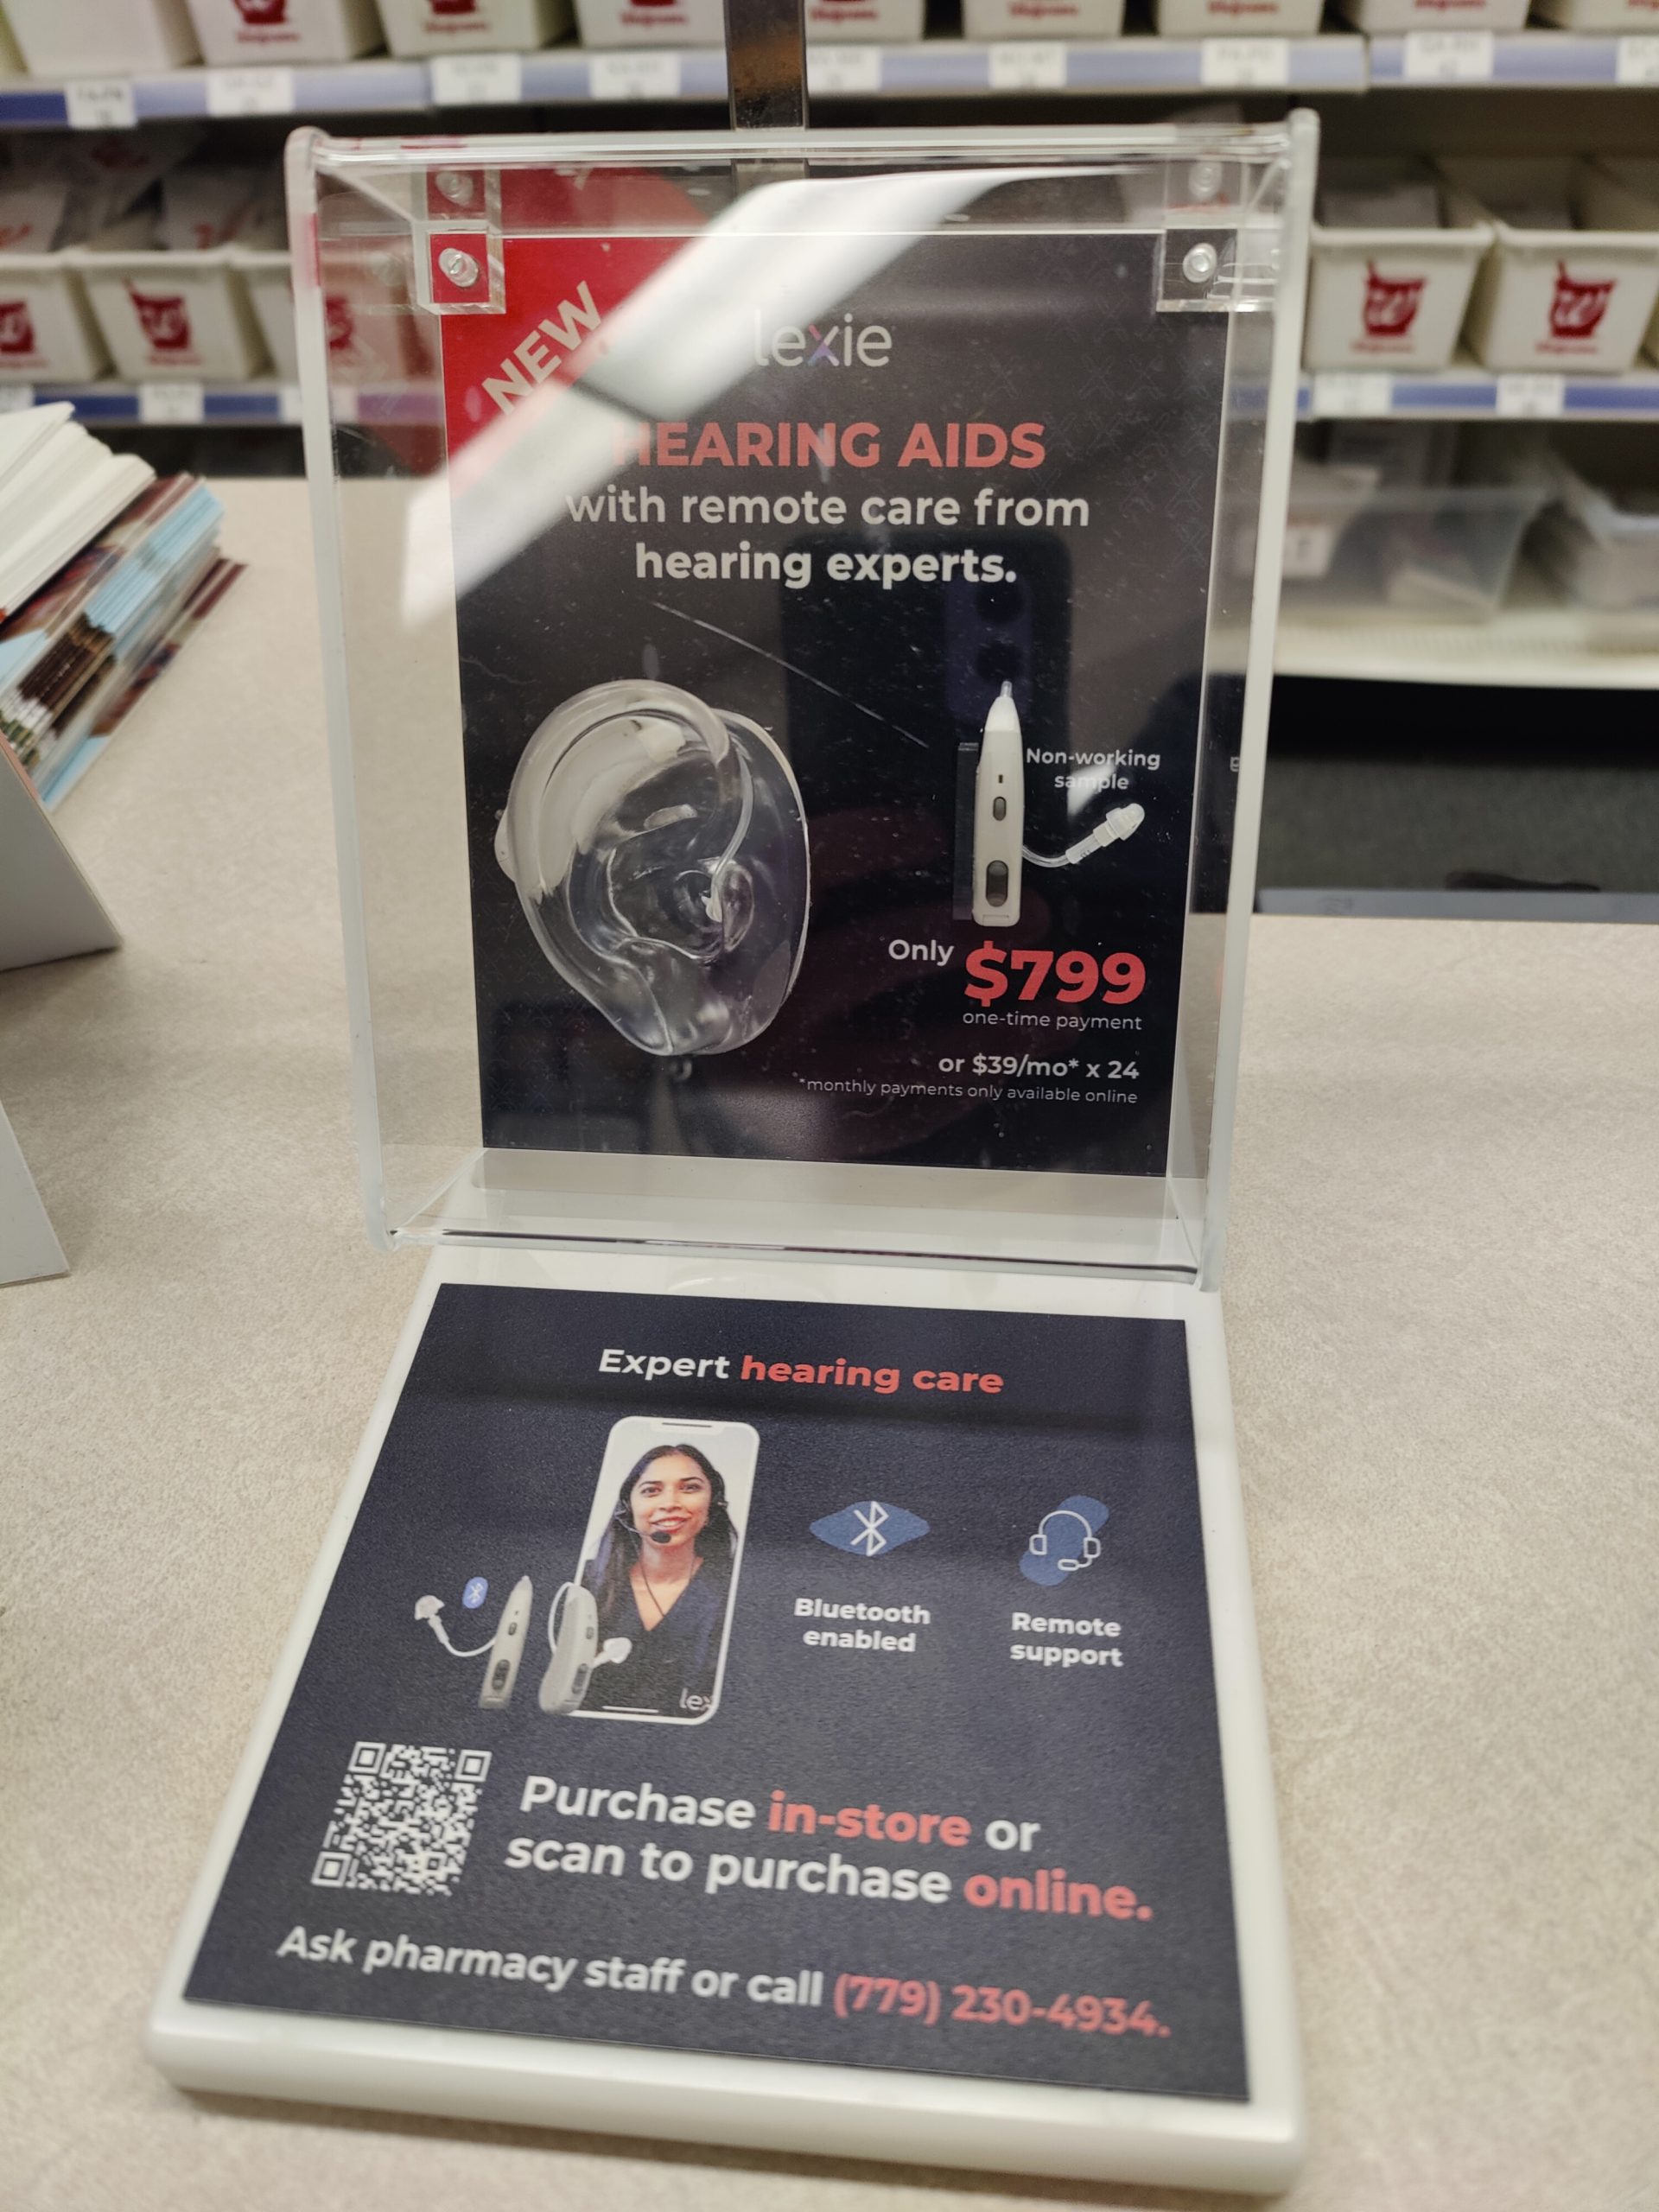 NEW
lexie
HEARING AIDS
with remote care from
hearing experts.
Non-working
sample
Only $799
one-time payment
or $39/mo* x 24
*monthly payments only available online
Expert hearing care
Bluetooth
enabled
Remote
support
lex
Purchase in-store or
scan to purchase online.
Ask pharmacy staff or call (779) 230-4934.